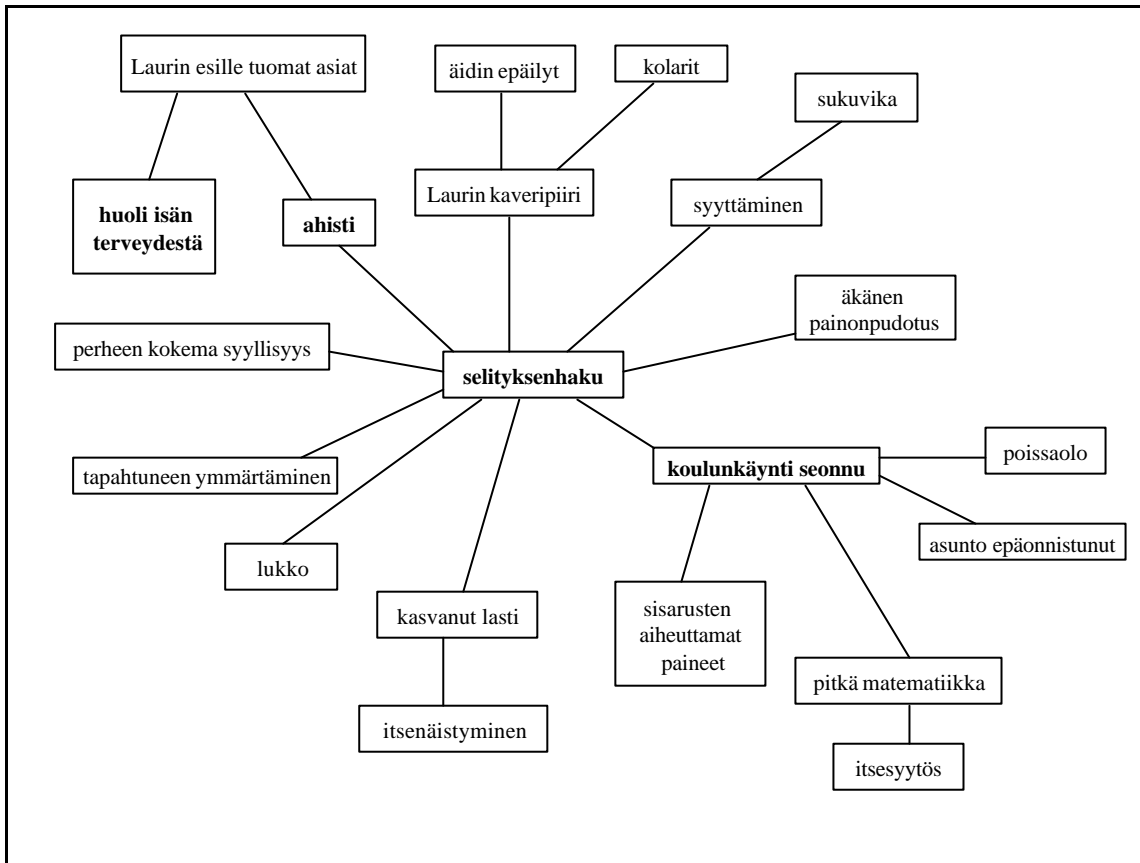 Laurin esille tuomat asiat
äidin epäilyt
kolarit
sukuvika
huoli isän
terveydestä
ahisti
Laurin kaveripiiri
syyttäminen
äkänen
painonpudotus
perheen kokema syyllisyys
selityksenhaku
tapahtuneen ymmärtäminen
koulunkäynti seonnu
poissaolo
asunto epäonnistunut
lukko
kasvanut lasti
sisarusten
aiheuttamat
paineet
pitkä matematiikka
itsenäistyminen
itsesyytös